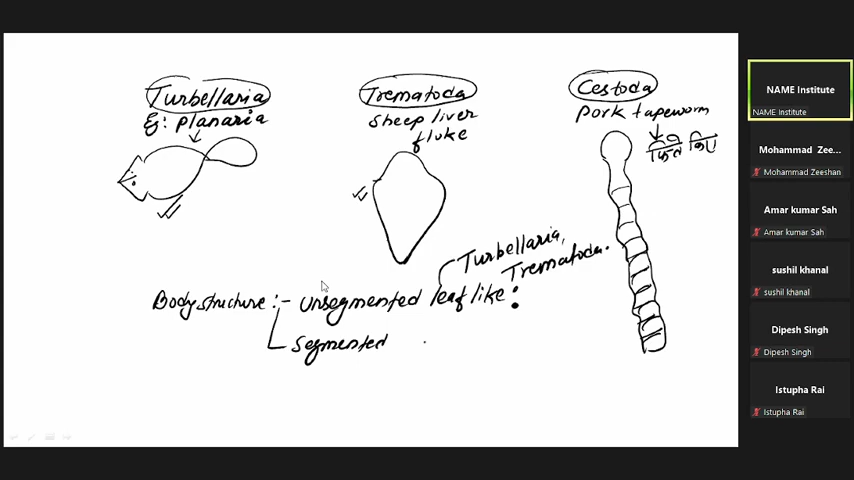 Turbellaria
Eg: planaria
Trematoda
sheep liver
fluke
Cestoda
pork tapeworm
Turbellaria,
Trematoda.
Body structure :- Unsegmented leaf like :
Segmented
NAME Institute
NAME Institute
Mohammad Zee...
Mohammad Zeeshan
Amar kumar Sah
Amar kumar Sah
sushil khanal
sushil khanal
Dipesh Singh
Dipesh Singh
Istupha Rai
Istupha Rai